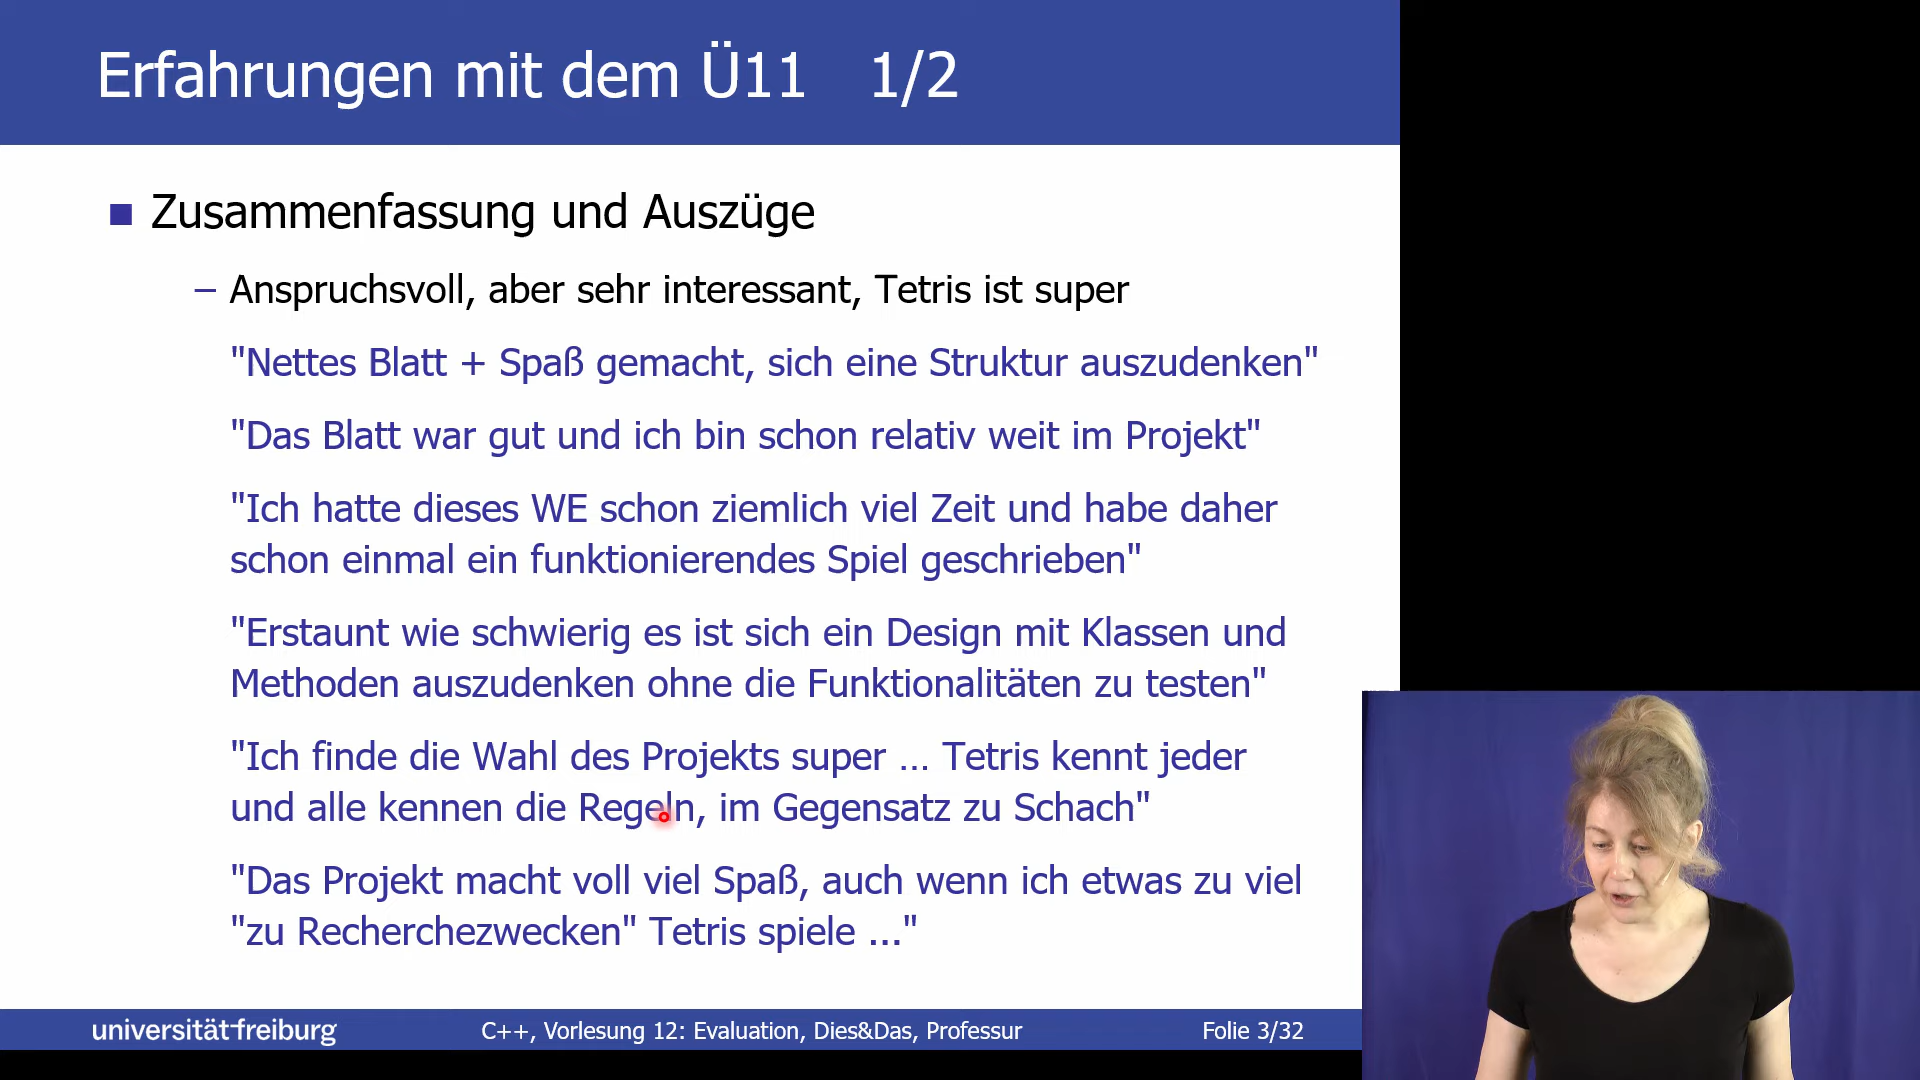 Erfahrungen mit dem Ü11 1/2
Zusammenfassung und Auszüge
– Anspruchsvoll, aber sehr interessant, Tetris ist super
"Nettes Blatt + Spaß gemacht, sich eine Struktur auszudenken"
"Das Blatt war gut und ich bin schon relativ weit im Projekt"
"Ich hatte dieses WE schon ziemlich viel Zeit und habe daher
schon einmal ein funktionierendes Spiel geschrieben"
"Erstaunt wie schwierig es ist sich ein Design mit Klassen und
Methoden auszudenken ohne die Funktionalitäten zu testen"
"Ich finde die Wahl des Projekts super … Tetris kennt jeder
und alle kennen die Regeln, im Gegensatz zu Schach"
"Das Projekt macht voll viel Spaß, auch wenn ich etwas zu viel
"zu Recherchezwecken" Tetris spiele ..."
universität freiburg
C++, Vorlesung 12: Evaluation, Dies&Das, Professur
Folie 3/32